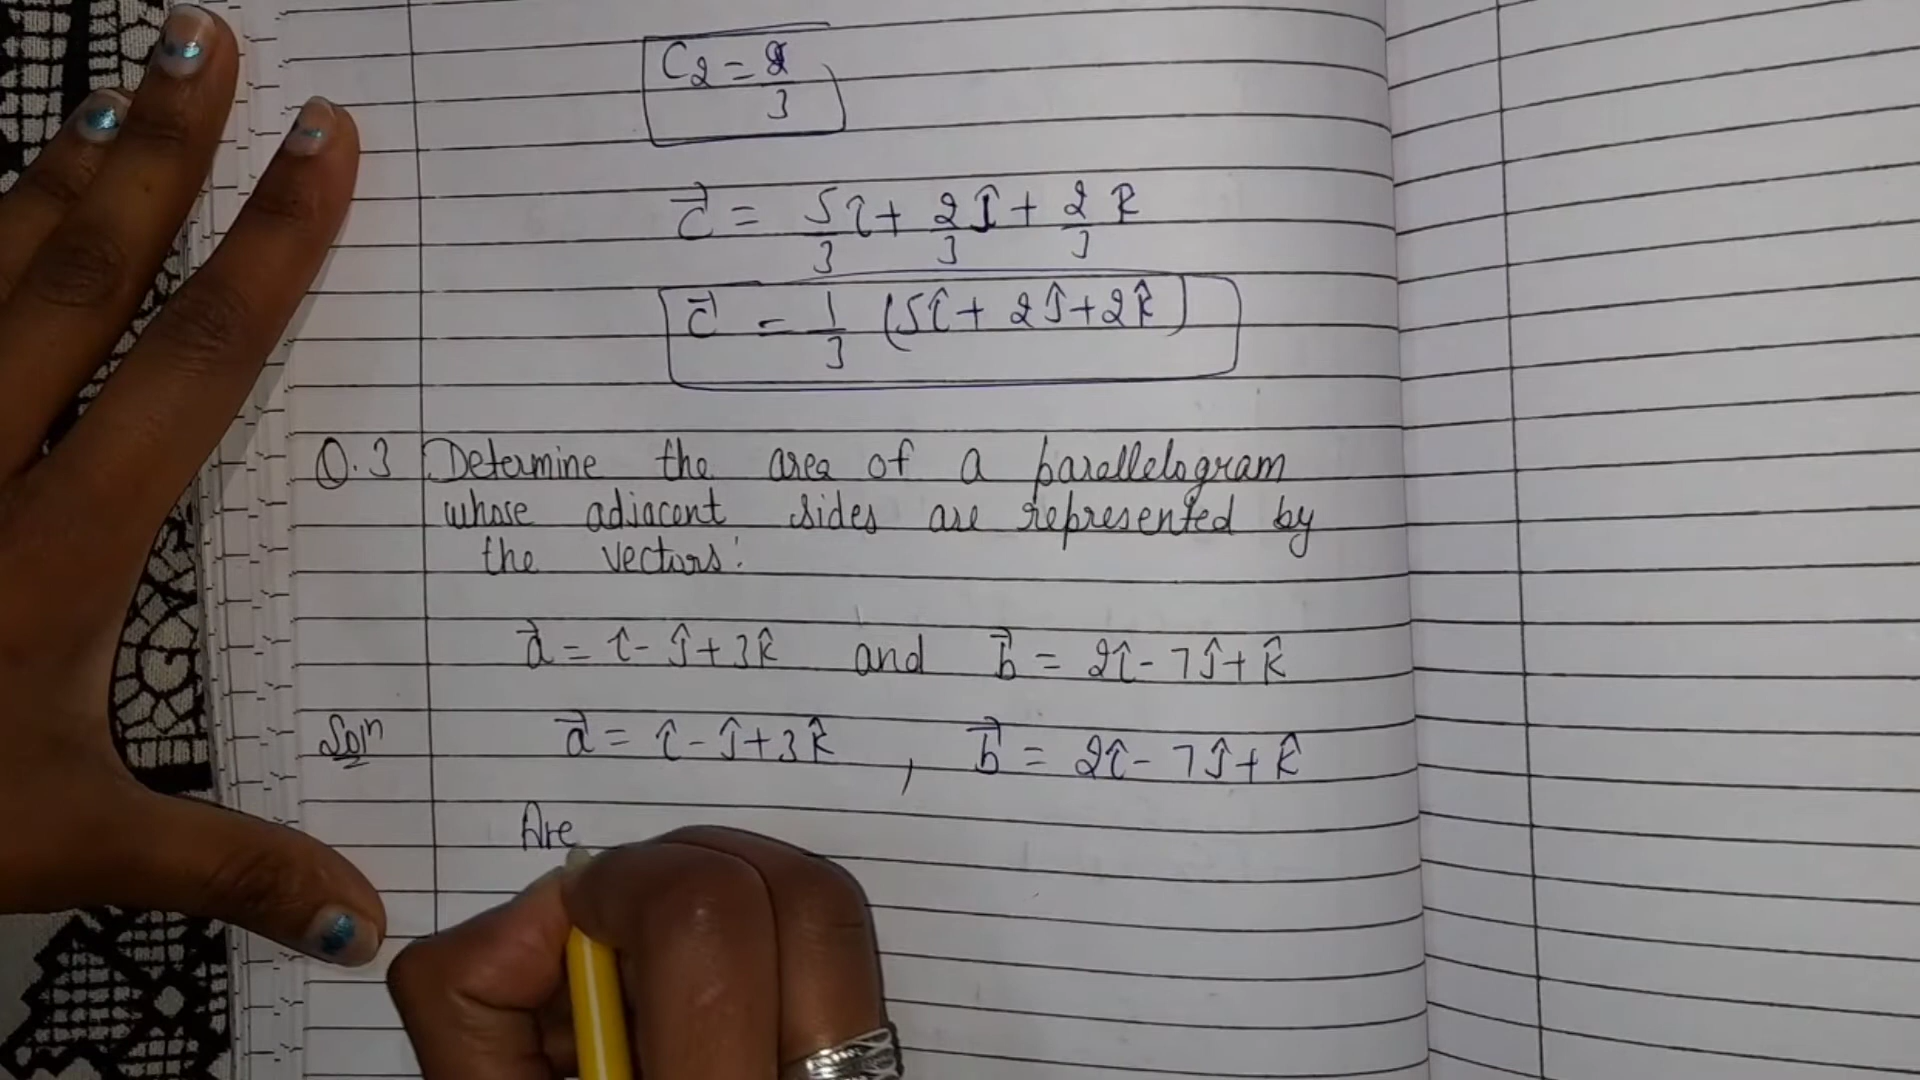 C₂ = 2/3
c⃗ = 5/3 î + 2/3 ĵ + 2/3 k̂
c⃗ = 1/3 (5î + 2ĵ + 2k̂)
Q.3 Determine the area of a parallelogram
whose adjacent sides are represented by
the vectors:
a⃗ = î - ĵ + 3k̂ and b⃗ = 2î - 7ĵ + k̂
Soln a⃗ = î - ĵ + 3k̂ , b⃗ = 2î - 7ĵ + k̂
Are